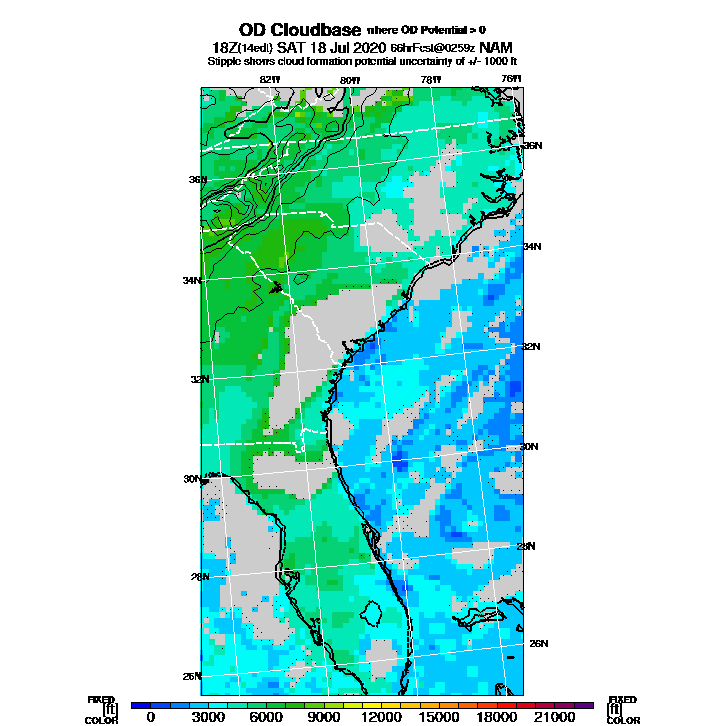 OD Cloudbase where OD Potential > 0
18Z(14edt) SAT 18 Jul 2020 66hrFcst@0259z NAM
Stipple shows cloud formation potential uncertainty of +/- 1000 ft
82W 80W 78W 76W
36N
36N
34N
34N
32N
32N
30N
30N
28N
28N
26N
26N
FIXED FIXED
[ft] [ft]
COLOR 0 3000 6000 9000 12000 15000 18000 21000 COLOR